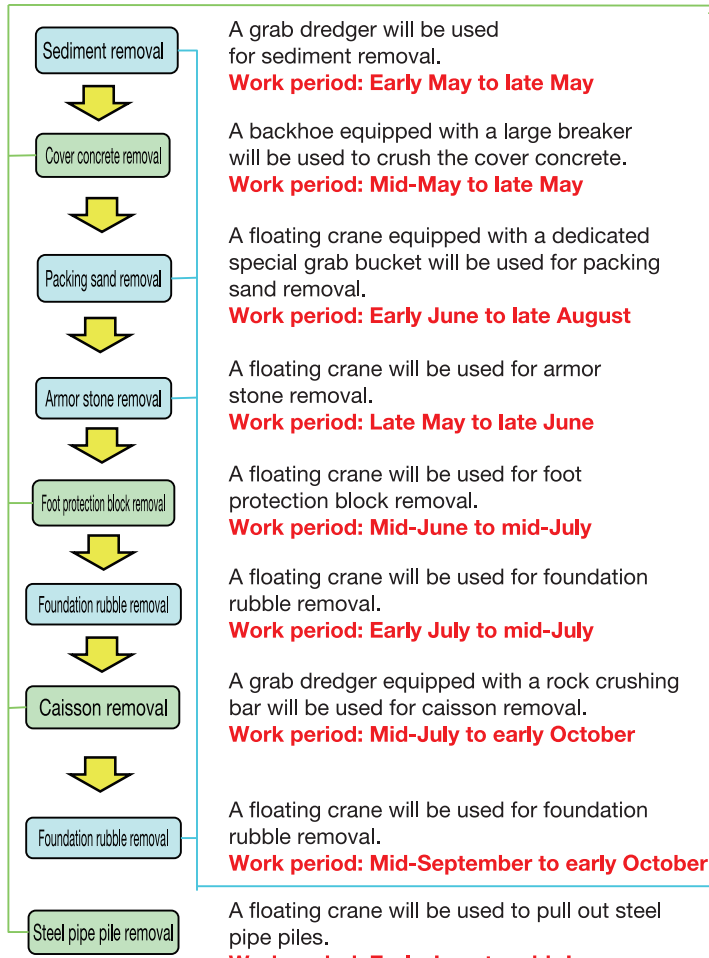 Sediment removal
A grab dredger will be used
for sediment removal.
Work period: Early May to late May
Cover concrete removal
A backhoe equipped with a large breaker
will be used to crush the cover concrete.
Work period: Mid-May to late May
Packing sand removal
A floating crane equipped with a dedicated
special grab bucket will be used for packing
sand removal.
Work period: Early June to late August
Armor stone removal
A floating crane will be used for armor
stone removal.
Work period: Late May to late June
Foot protection block removal
A floating crane will be used for foot
protection block removal.
Work period: Mid-June to mid-July
Foundation rubble removal
A floating crane will be used for foundation
rubble removal.
Work period: Early July to mid-July
Caisson removal
A grab dredger equipped with a rock crushing
bar will be used for caisson removal.
Work period: Mid-July to early October
Foundation rubble removal
A floating crane will be used for foundation
rubble removal.
Work period: Mid-September to early October
Steel pipe pile removal
A floating crane will be used to pull out steel
pipe piles.